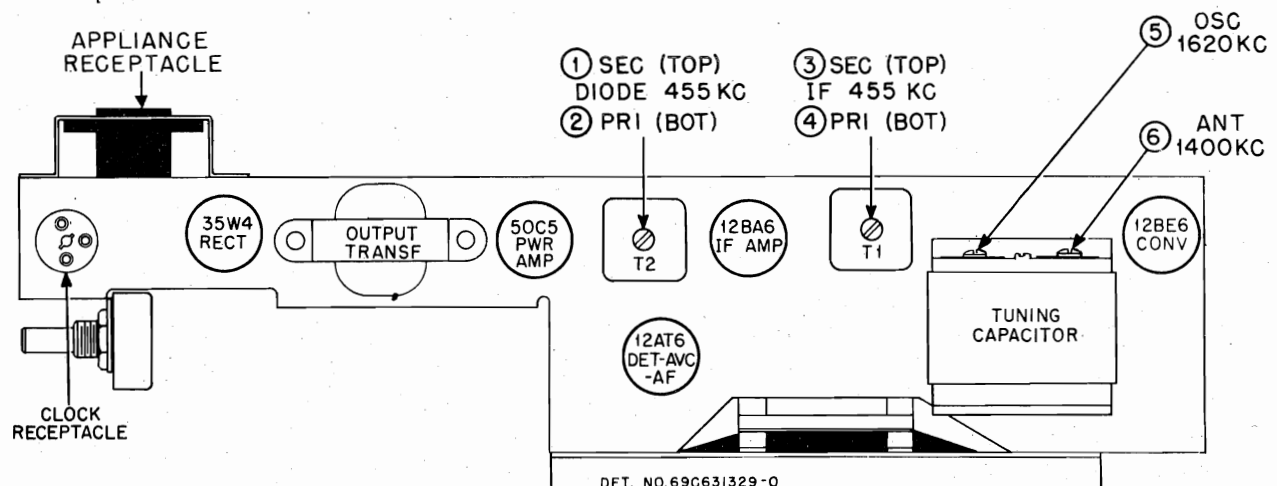 APPLIANCE
RECEPTACLE
① SEC (TOP)
DIODE 455 KC
② PRI (BOT)
③ SEC (TOP)
IF 455 KC
④ PRI (BOT)
⑤ OSC
1620KC
⑥ ANT
1400KC
35W4
RECT
OUTPUT
TRANSF
50C5
PWR
AMP
T2
12BA6
IF AMP
T1
12BE6
CONV
TUNING
CAPACITOR
12AT6
DET-AVC
-AF
CLOCK
RECEPTACLE
DET. NO.69C631329-0